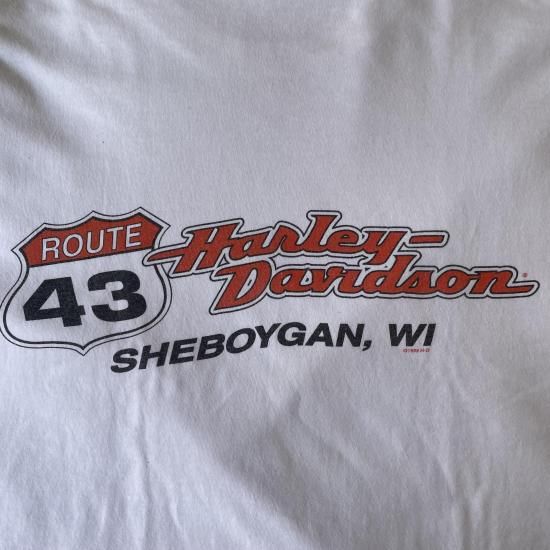 ROUTE
43
Harley-
Davidson
SHEBOYGAN, WI